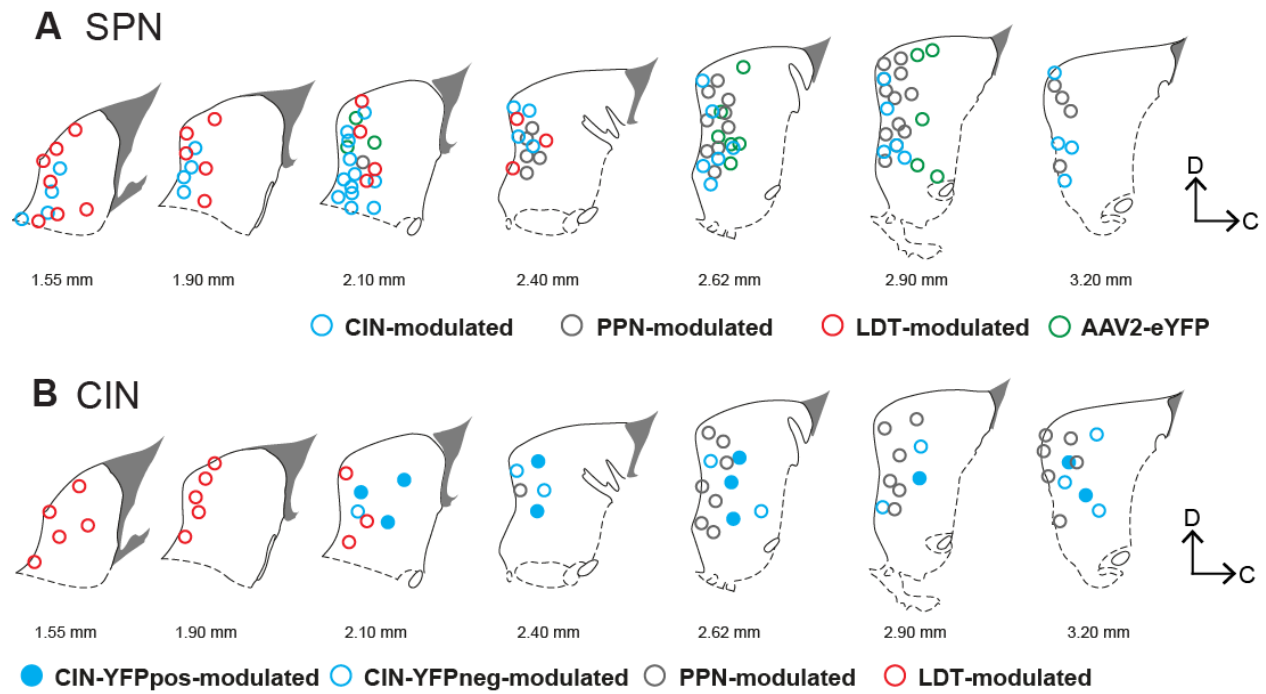 A SPN
D
C
1.55 mm 1.90 mm 2.10 mm 2.40 mm 2.62 mm 2.90 mm 3.20 mm
CIN-modulated PPN-modulated LDT-modulated AAV2-eYFP
B CIN
D
C
1.55 mm 1.90 mm 2.10 mm 2.40 mm 2.62 mm 2.90 mm 3.20 mm
CIN-YFPpos-modulated CIN-YFPneg-modulated PPN-modulated LDT-modulated